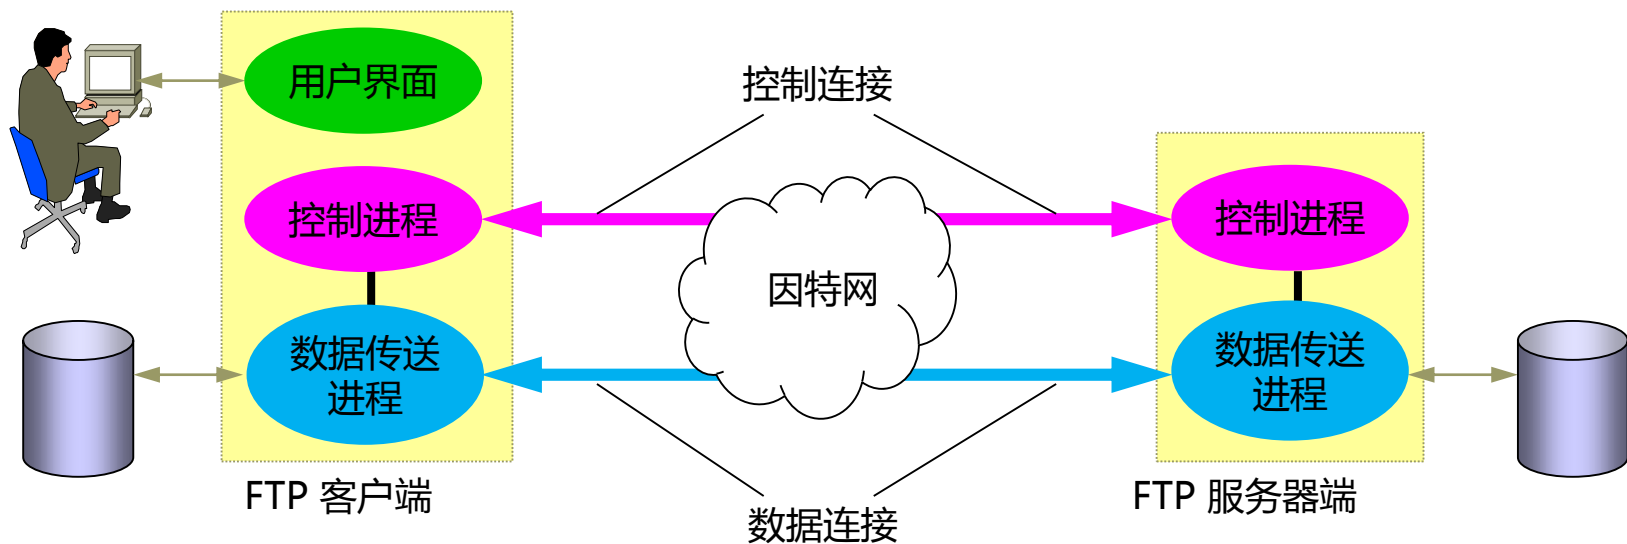 用户界面
控制连接
控制进程
控制进程
因特网
数据传送
进程
数据传送
进程
FTP 客户端
FTP 服务器端
数据连接